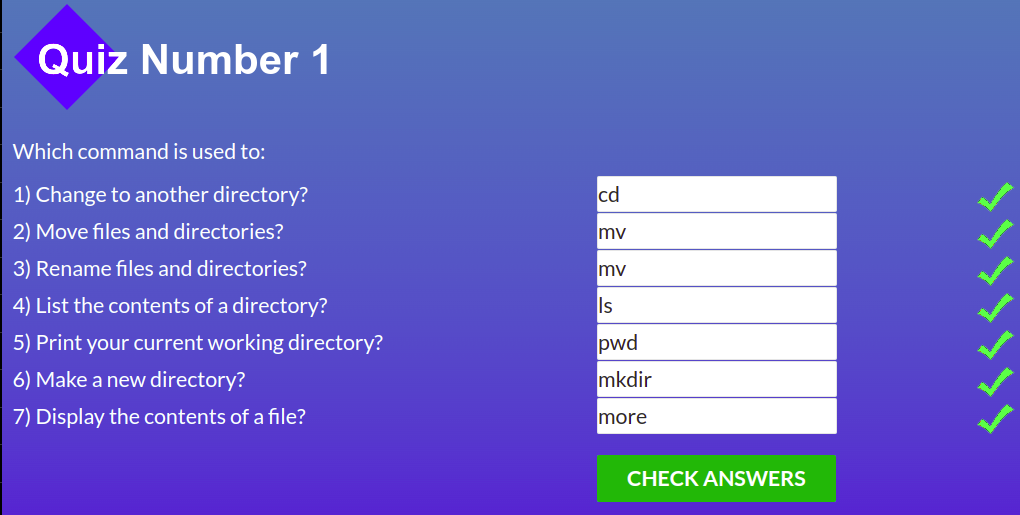 Quiz Number 1
Which command is used to:
1) Change to another directory? cd
2) Move files and directories? mv
3) Rename files and directories? mv
4) List the contents of a directory? ls
5) Print your current working directory? pwd
6) Make a new directory? mkdir
7) Display the contents of a file? more
CHECK ANSWERS